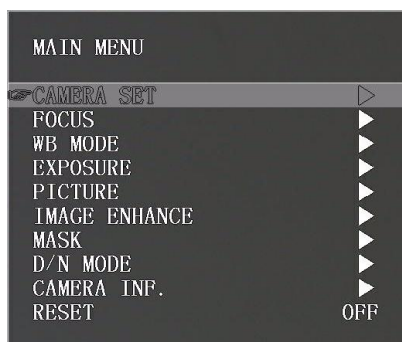 MAIN MENU
CAMERA SET
FOCUS
WB MODE
EXPOSURE
PICTURE
IMAGE ENHANCE
MASK
D/N MODE
CAMERA INF.
RESET OFF